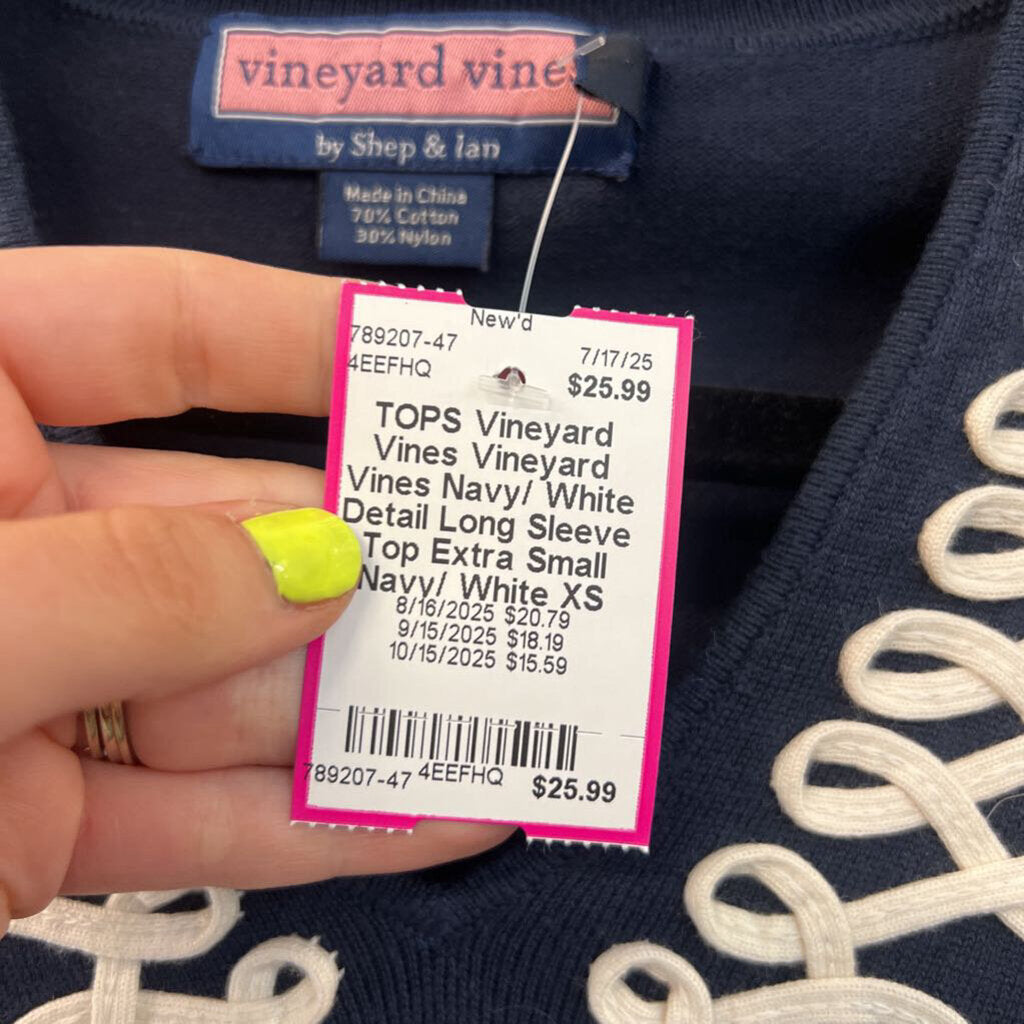 vineyard vines
by Shep & Ian
Made in China
70% Cotton
30% Nylon
New'd
789207-47
7/17/25
4EEFHQ
$25.99
TOPS Vineyard
Vines Vineyard
Vines Navy/ White
Detail Long Sleeve
Top Extra Small
Navy/ White XS
8/16/2025 $20.79
9/15/2025 $18.19
10/15/2025 $15.59
789207-47 4EEFHQ $25.99